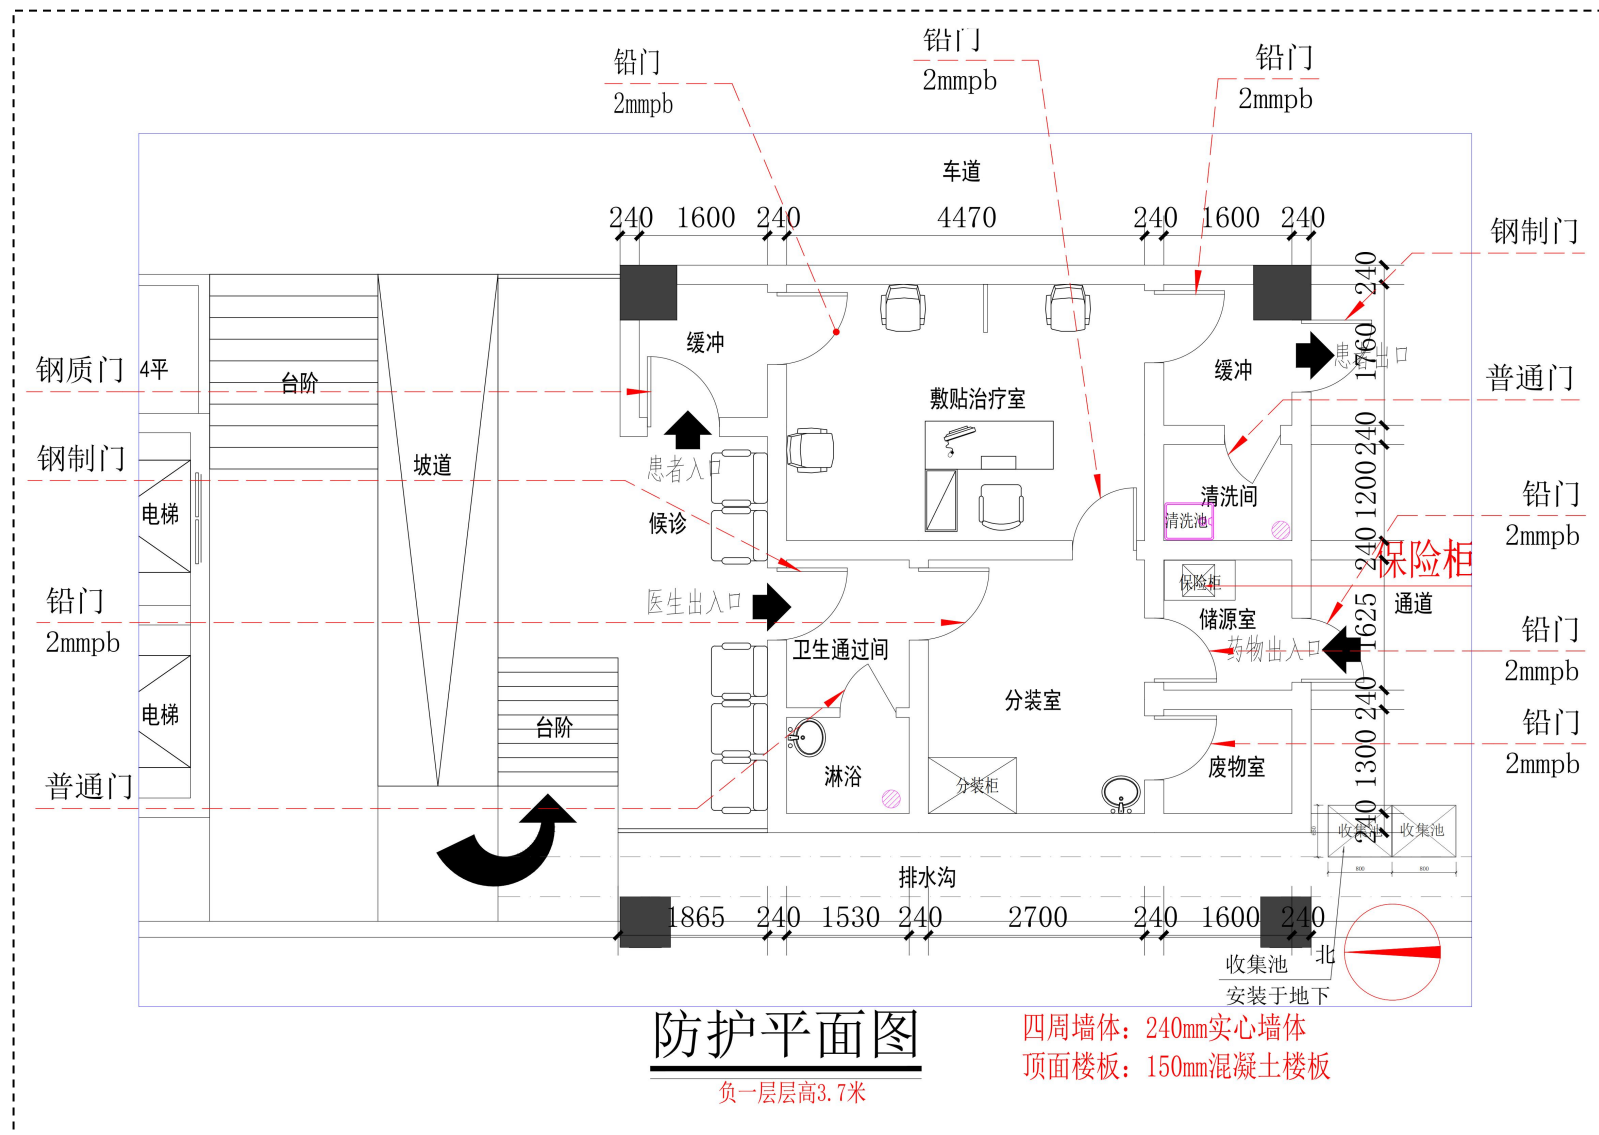 铅门
2mmpb
铅门
2mmpb
铅门
2mmpb
车道
240 1600 240 4470 240 1600 240
钢制门
240
缓冲
1760
患者出口
缓冲
钢质门
4平
台阶
普通门
敷贴治疗室
240
钢制门
坡道
患者入口
1200
清洗间
铅门
2mmpb
电梯
候诊
清洗池
240
保险柜
保险柜
通道
铅门
2mmpb
医生出入口
储源室
1625
铅门
2mmpb
卫生通过间
药物出入口
分装室
240
电梯
台阶
铅门
2mmpb
废物室
1300
普通门
淋浴
分装柜
240
收集池
收集池
800 800
排水沟
1865 240 1530 240 2700 240 1600 240
收集池
安装于地下
北
防护平面图
负一层层高3.7米
四周墙体：240mm实心墙体
顶面楼板：150mm混凝土楼板